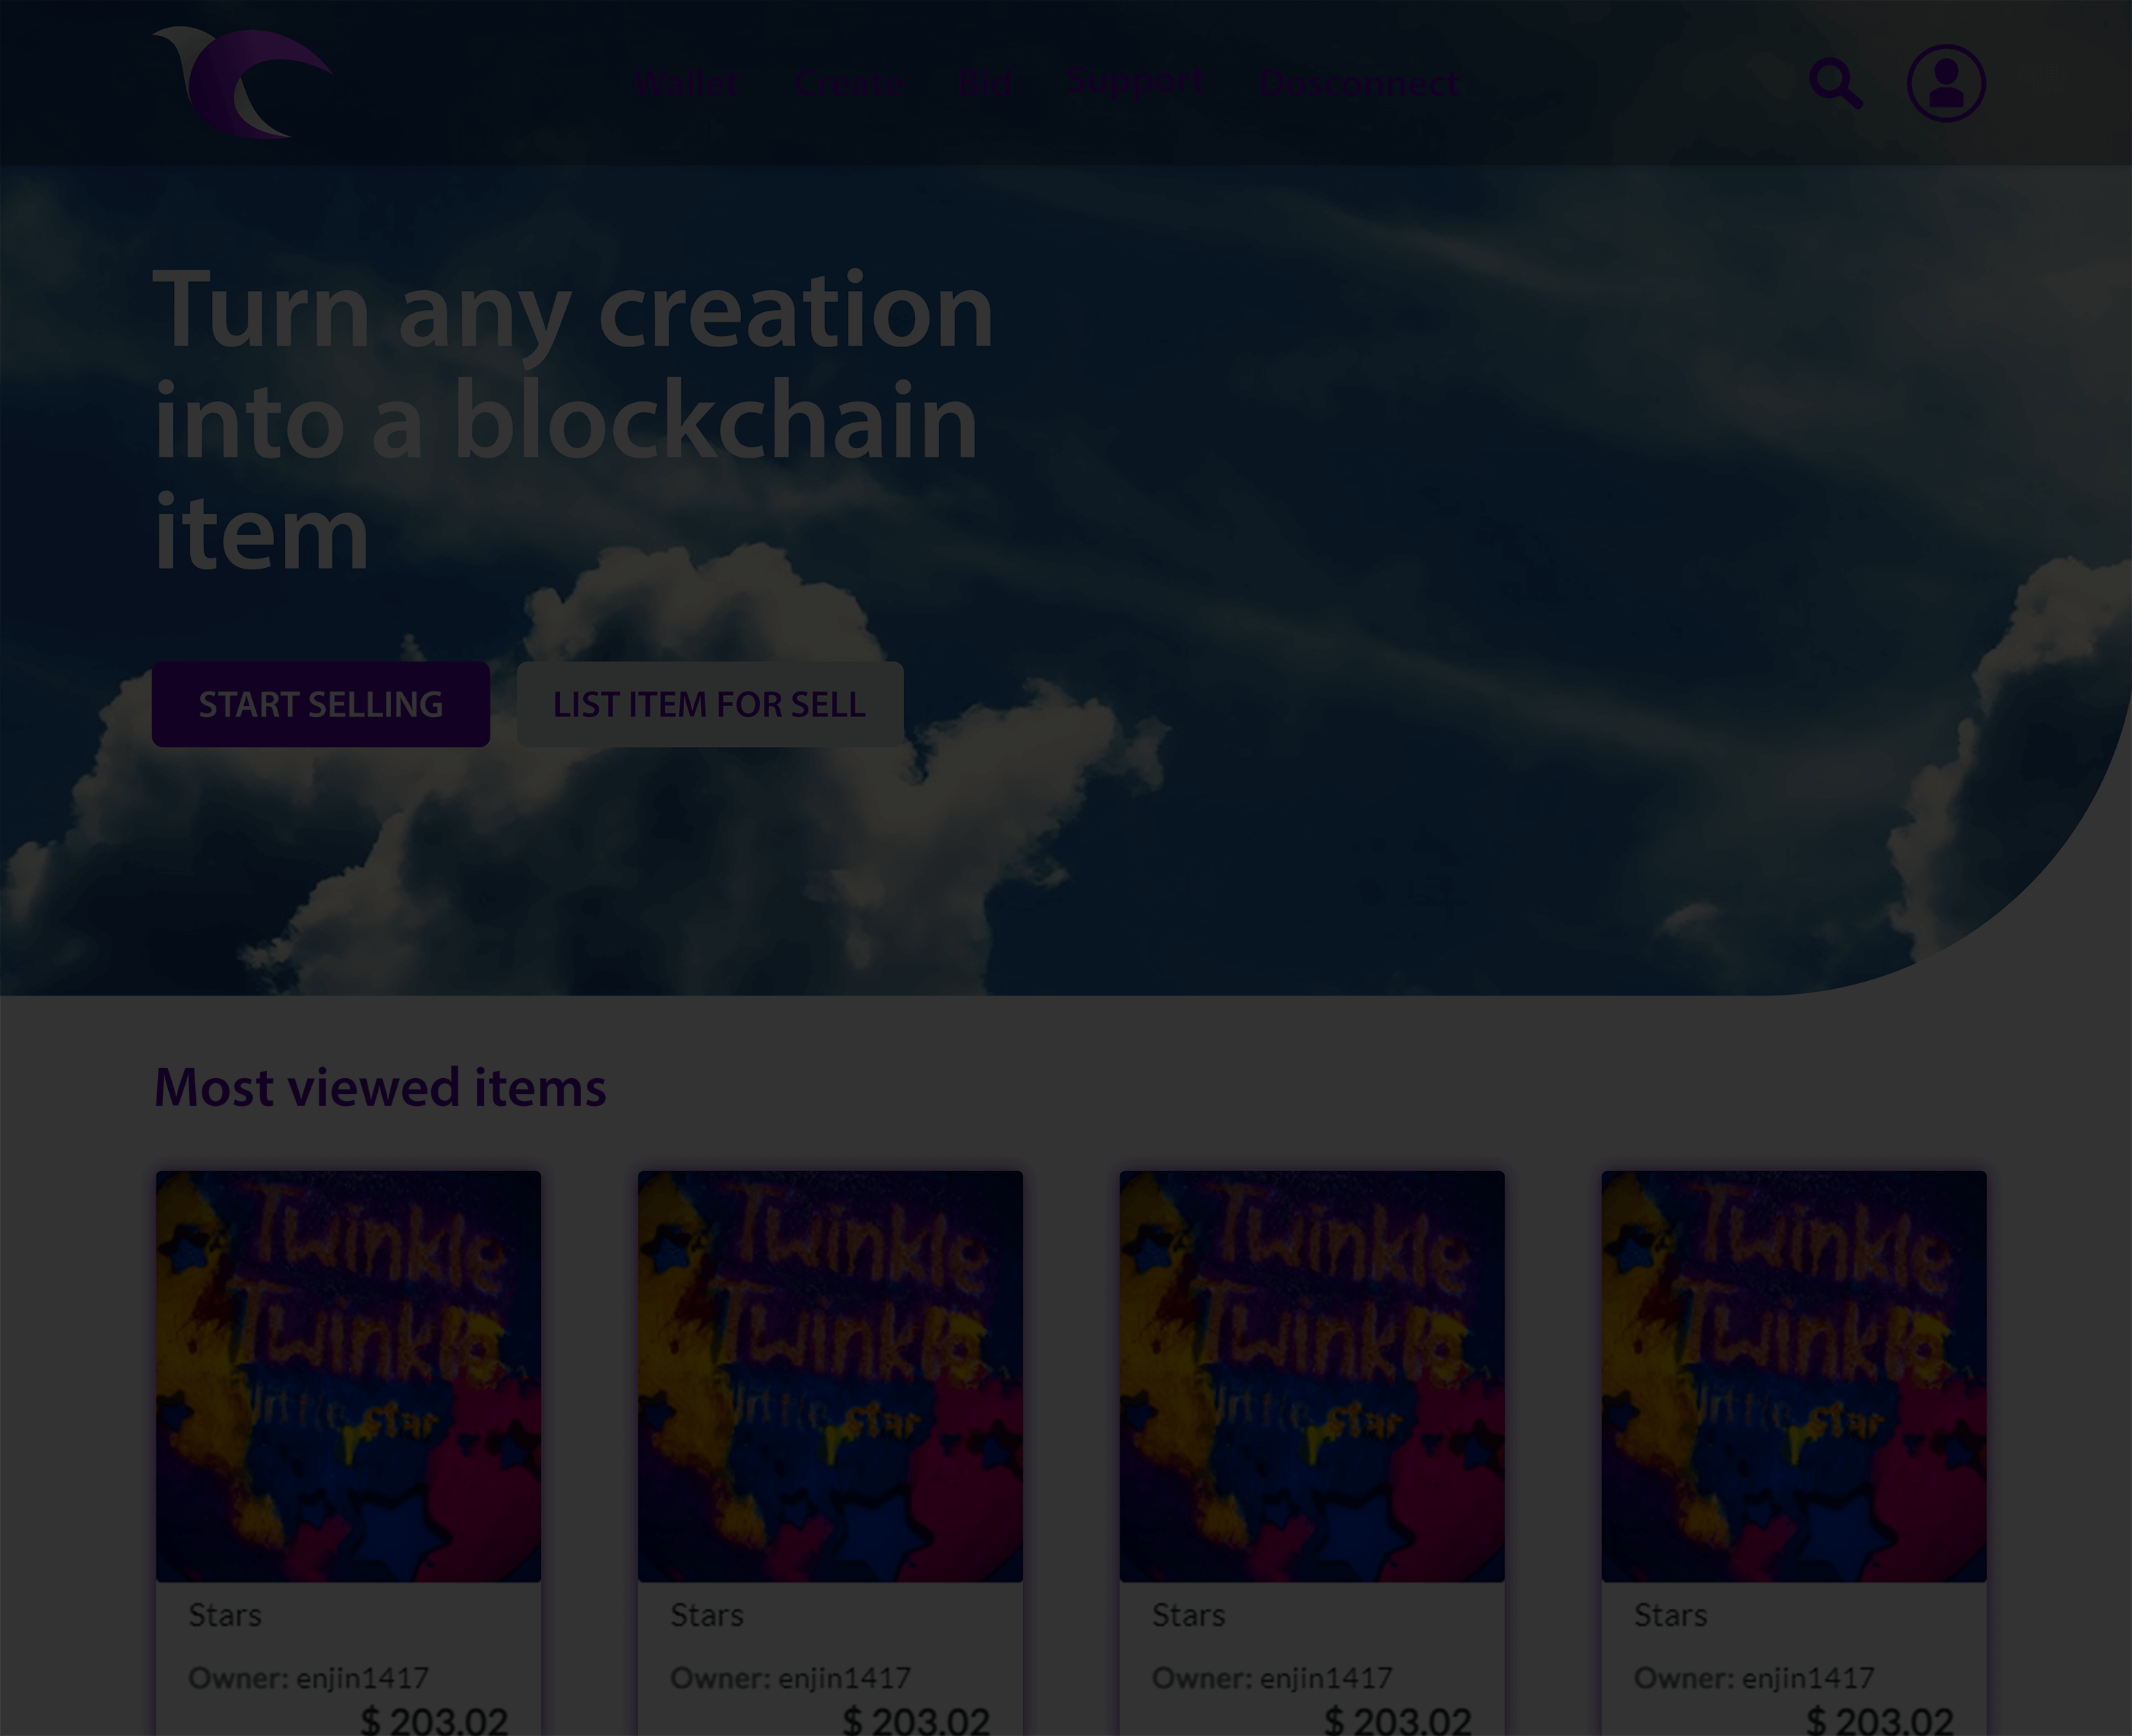 Wallet Create Bid Support Dosconnect
Turn any creation
into a blockchain
item
START SELLING LIST ITEM FOR SELL
Most viewed items
Twinkle Twinkle Twinkle Twinkle
Twinkle Twinkle Twinkle Twinkle
little star little star little star little star
Stars Stars Stars Stars
Owner: enjin1417 Owner: enjin1417 Owner: enjin1417 Owner: enjin1417
$ 203.02 $ 203.02 $ 203.02 $ 203.02